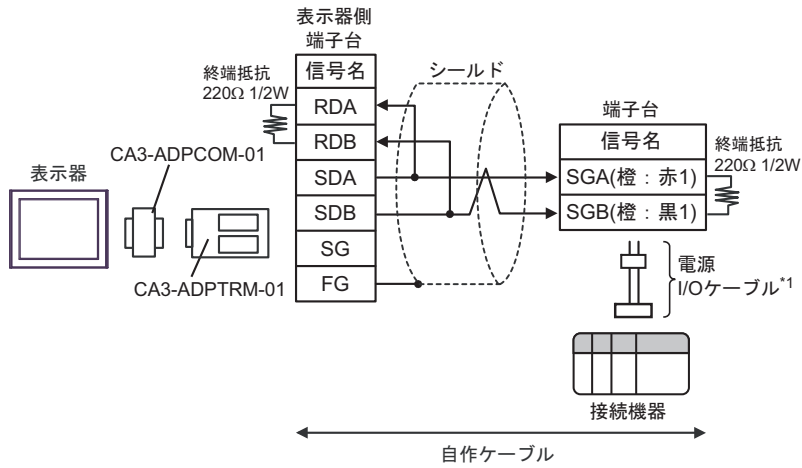 表示器側
端子台
信号名
RDA
RDB
SDA
SDB
SG
FG
終端抵抗
220Ω 1/2W
シールド
CA3-ADPCOM-01
表示器
CA3-ADPTRM-01
端子台
信号名
SGA(橙：赤1)
SGB(橙：黒1)
終端抵抗
220Ω 1/2W
電源
I/Oケーブル*1
接続機器
自作ケーブル